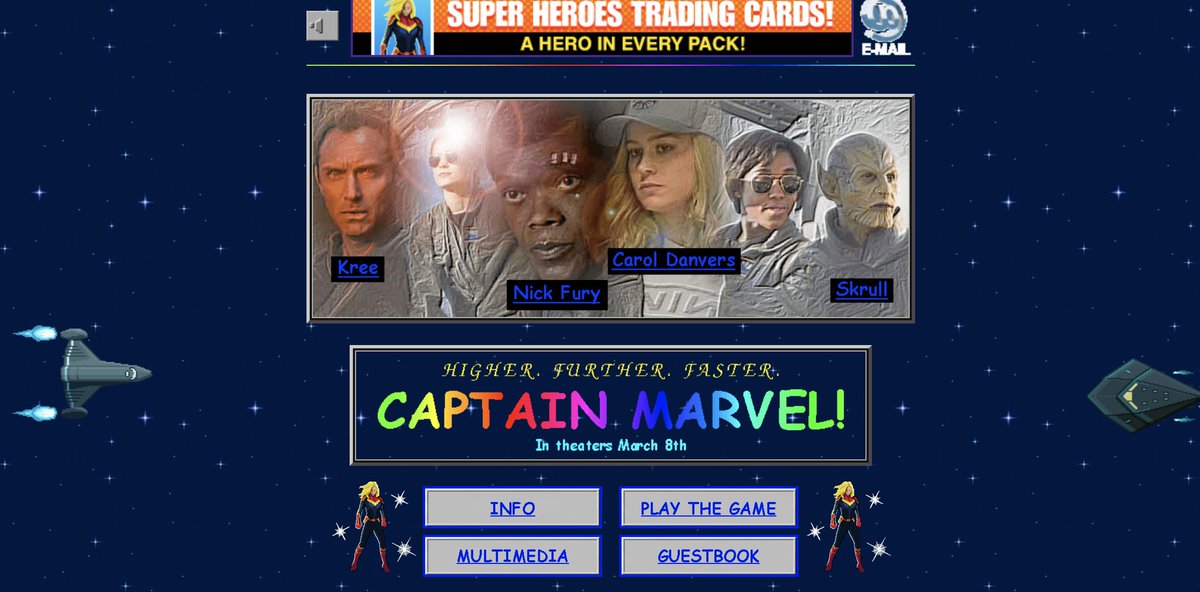 SUPER HEROES TRADING CARDS!
A HERO IN EVERY PACK!
E-MAIL
Kree
Nick Fury
Carol Danvers
Skrull
HIGHER. FURTHER. FASTER.
CAPTAIN MARVEL!
In theaters March 8th
INFO
PLAY THE GAME
MULTIMEDIA
GUESTBOOK